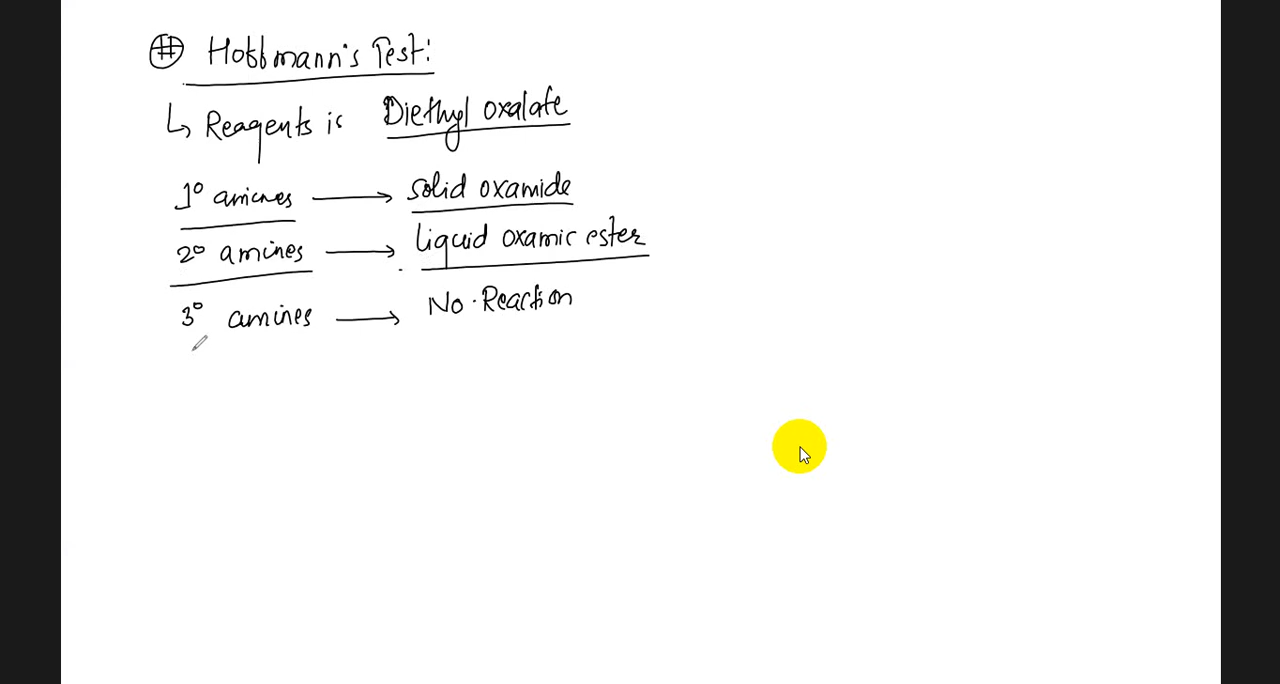 # Hoffmann's Test:
↳ Reagents is Diethyl oxalate
1° amines → solid oxamide
2° amines → liquid oxamic ester
3° amines → No. Reaction